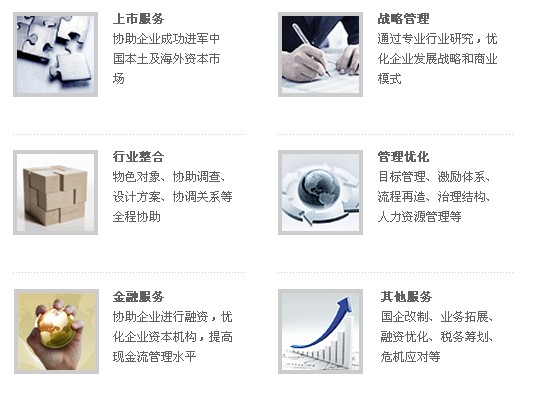 上市服务
协助企业成功进军中
国本土及海外资本市
场
战略管理
通过专业行业研究，优
化企业发展战略和商业
模式
行业整合
物色对象、协助调查、
设计方案、协调关系等
全程协助
管理优化
目标管理、激励体系、
流程再造、治理结构、
人力资源管理等
金融服务
协助企业进行融资，优
化企业资本机构，提高
现金流管理水平
其他服务
国企改制、业务拓展、
融资优化、税务筹划、
危机应对等